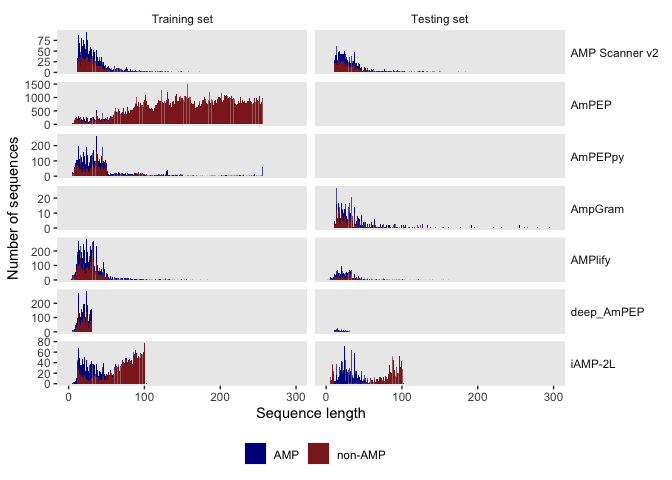 Training set Testing set
Number of sequences
75
50
25
0
AMP Scanner v2
1500
1000
500
0
AmPEP
200
100
0
AmPEPpy
20
10
0
AmpGram
200
100
0
AMPlify
200
100
0
deep_AmPEP
80
60
40
20
0
iAMP-2L
0 100 200 300 0 100 200 300
Sequence length
AMP non-AMP